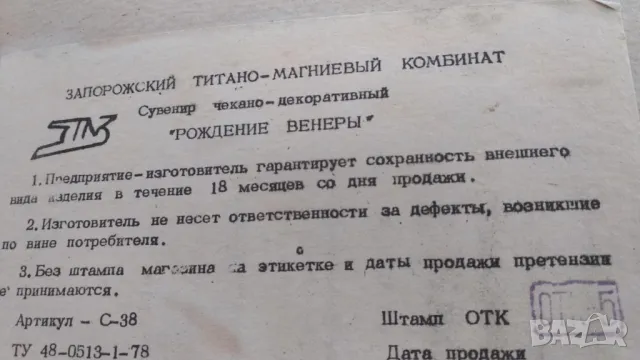 ЗАПОРОЖСКИЙ ТИТАНО-МАГНИЕВЫЙ КОМБИНАТ
Сувенир чекано-декоративный
"РОЖДЕНИЕ ВЕНЕРЫ"
1. Предприятие-изготовитель гарантирует сохранность внешнего
вида изделия в течение 18 месяцев со дня продажи.
2. Изготовитель не несет ответственности за дефекты, возникшие
по вине потребителя.
3. Без штампа магазина на этикетке и даты продажи претензии
не принимаются.
Артикул - С-38 Штамп ОТК
ТУ 48-0513-1-78 Дата продажи